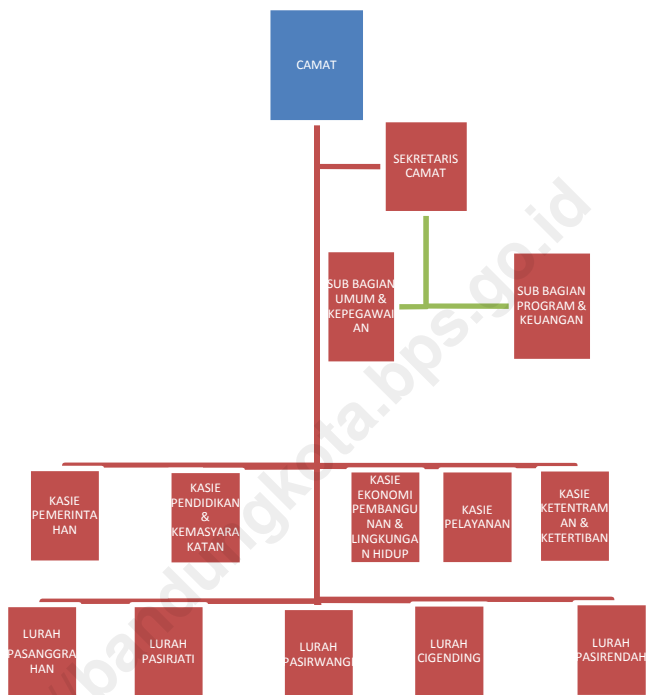 CAMAT
SEKRETARIS
CAMAT
SUB BAGIAN
UMUM &
KEPEGAWAI
AN
SUB BAGIAN
PROGRAM &
KEUANGAN
KASIE
PEMERINTA
HAN
KASIE
PENDIDIKAN
&
KEMASYARA
KATAN
KASIE
EKONOMI
PEMBANGU
NAN &
LINGKUNGA
N HIDUP
KASIE
PELAYANAN
KASIE
KETENTRAM
AN &
KETERTIBAN
LURAH
PASANGGRA
HAN
LURAH
PASIRJATI
LURAH
PASIRWANGI
LURAH
CIGENDING
LURAH
PASIRENDAH
//bandungkota.bps.go.id